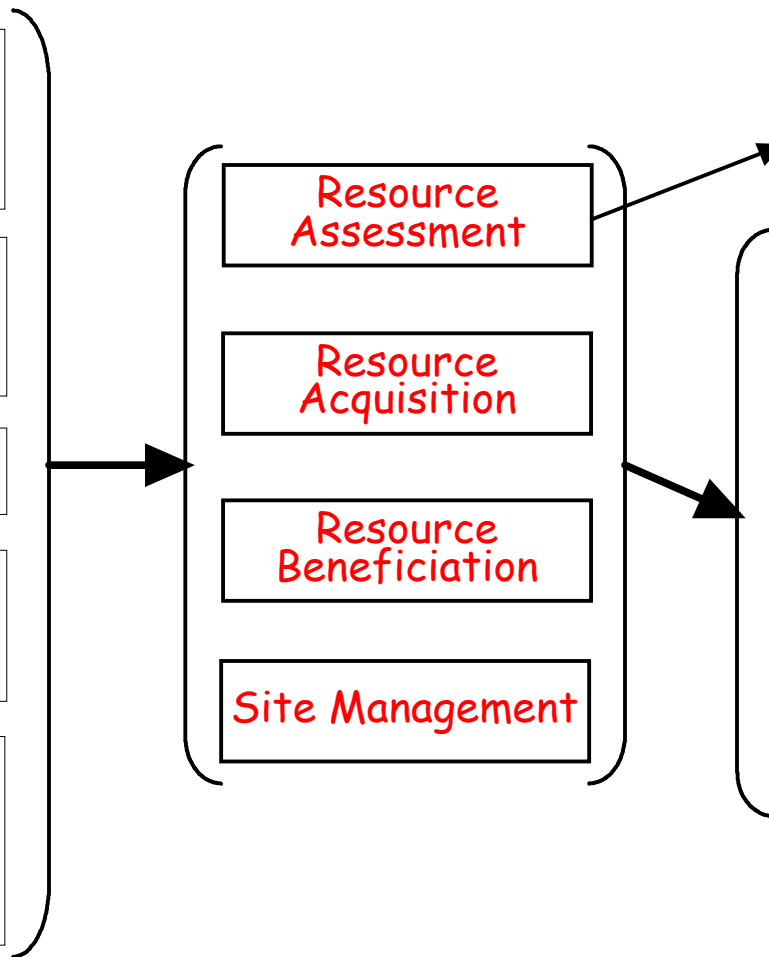 Resource
Assessment
Resource
Acquisition
Resource
Beneficiation
Site Management